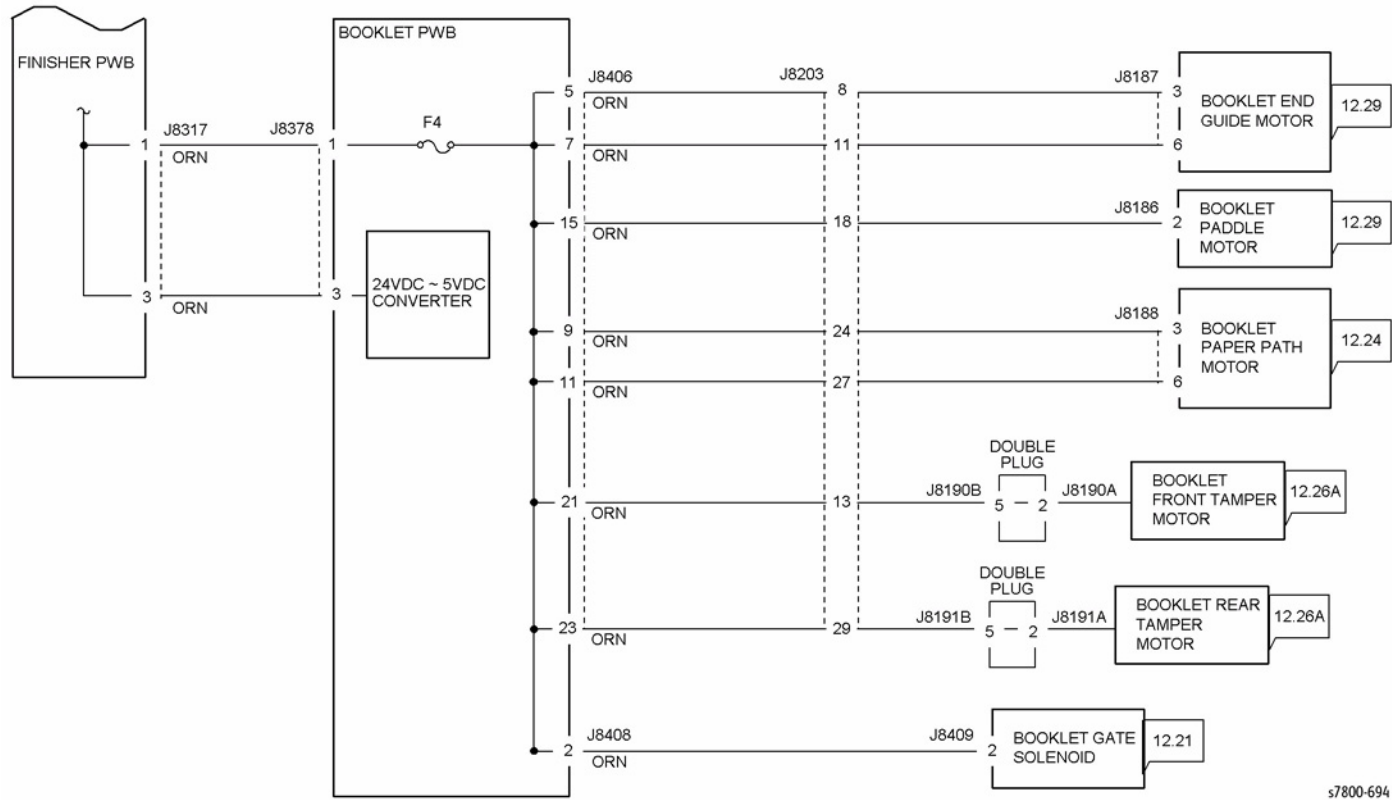 FINISHER PWB
1
J8317
ORN
J8378
1
3
ORN
3
BOOKLET PWB
F4
24VDC ~ 5VDC
CONVERTER
5
J8406
ORN
J8203
8
J8187
3
BOOKLET END
GUIDE MOTOR
12.29
7
ORN
11
6
15
ORN
18
J8186
2
BOOKLET
PADDLE
MOTOR
12.29
9
ORN
24
J8188
3
BOOKLET
PAPER PATH
MOTOR
12.24
11
ORN
27
6
21
ORN
13
DOUBLE
PLUG
J8190B
5 – 2
J8190A
BOOKLET
FRONT TAMPER
MOTOR
12.26A
23
ORN
29
DOUBLE
PLUG
J8191B
5 – 2
J8191A
BOOKLET REAR
TAMPER
MOTOR
12.26A
2
J8408
ORN
J8409
2
BOOKLET GATE
SOLENOID
12.21
s7800-694